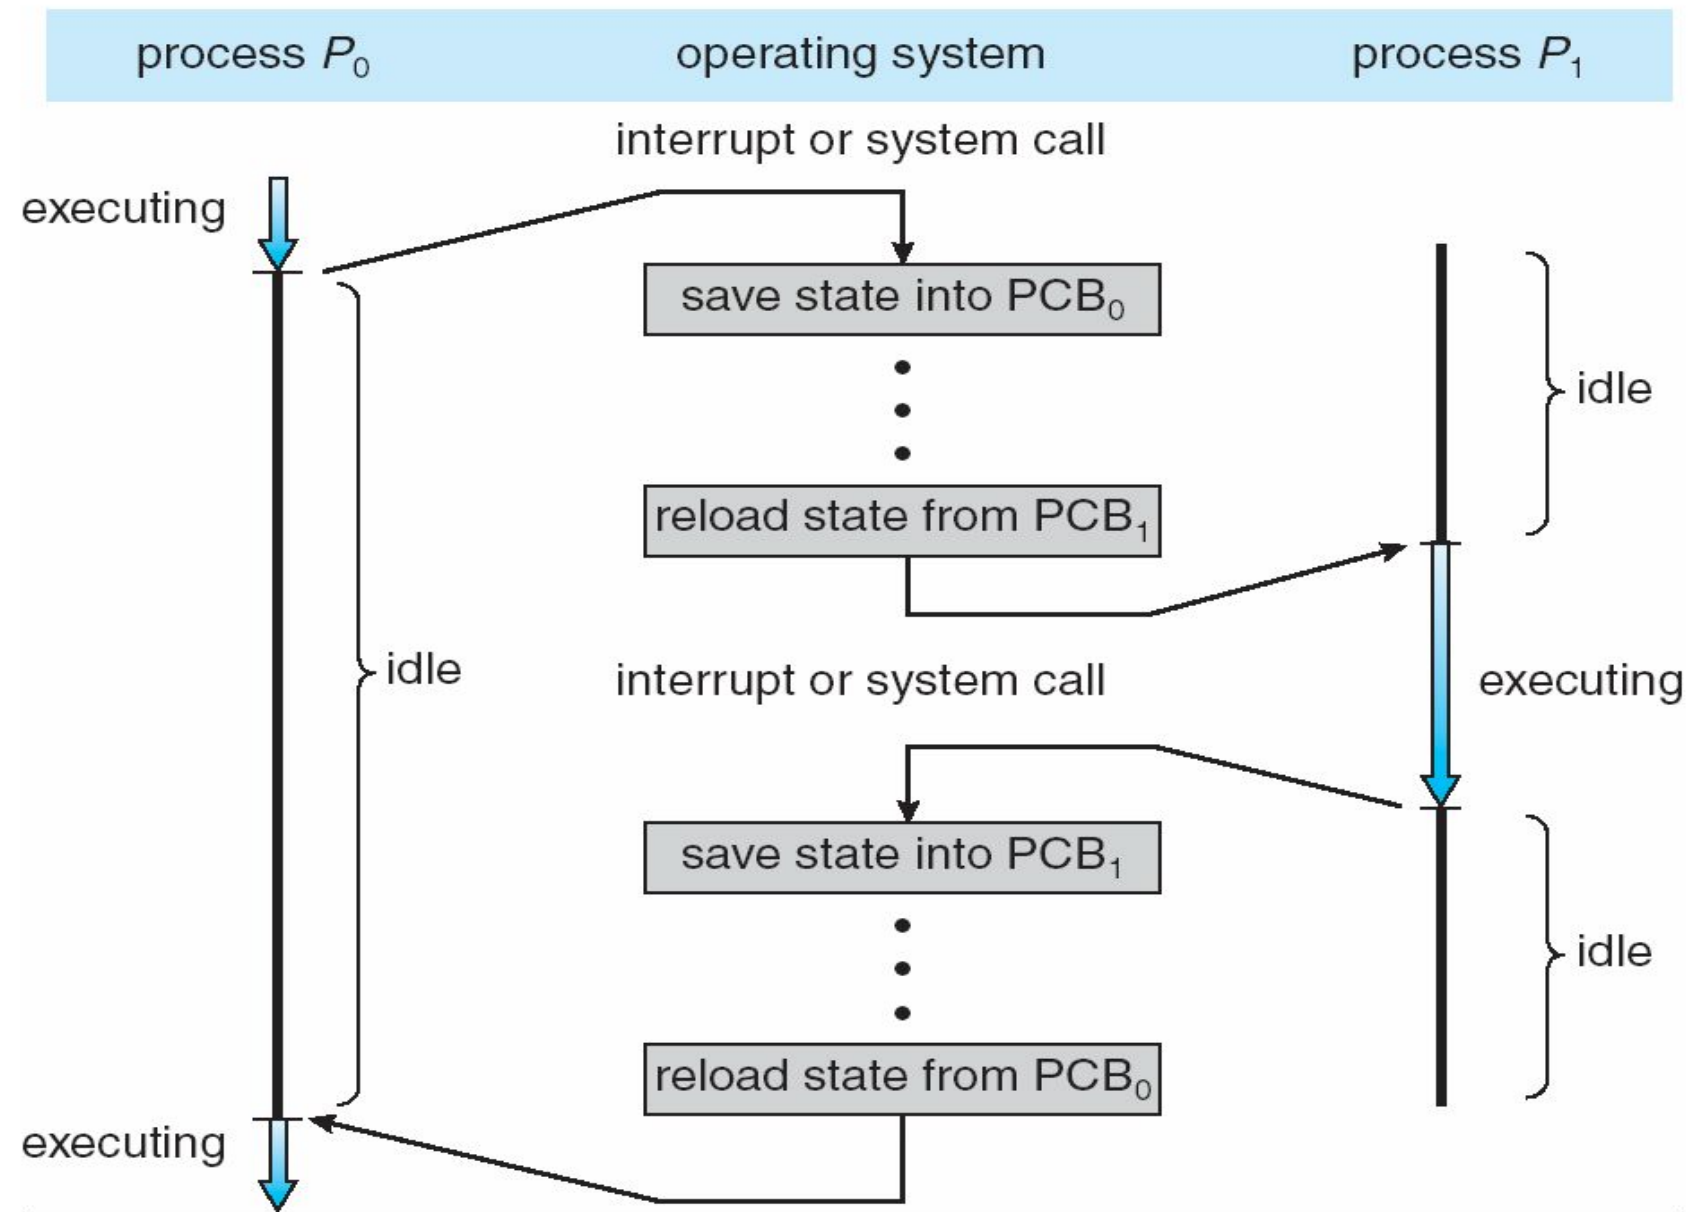 process P₀ operating system process P₁
interrupt or system call
executing
save state into PCB₀
idle
reload state from PCB₁
idle
interrupt or system call
executing
save state into PCB₁
idle
reload state from PCB₀
executing